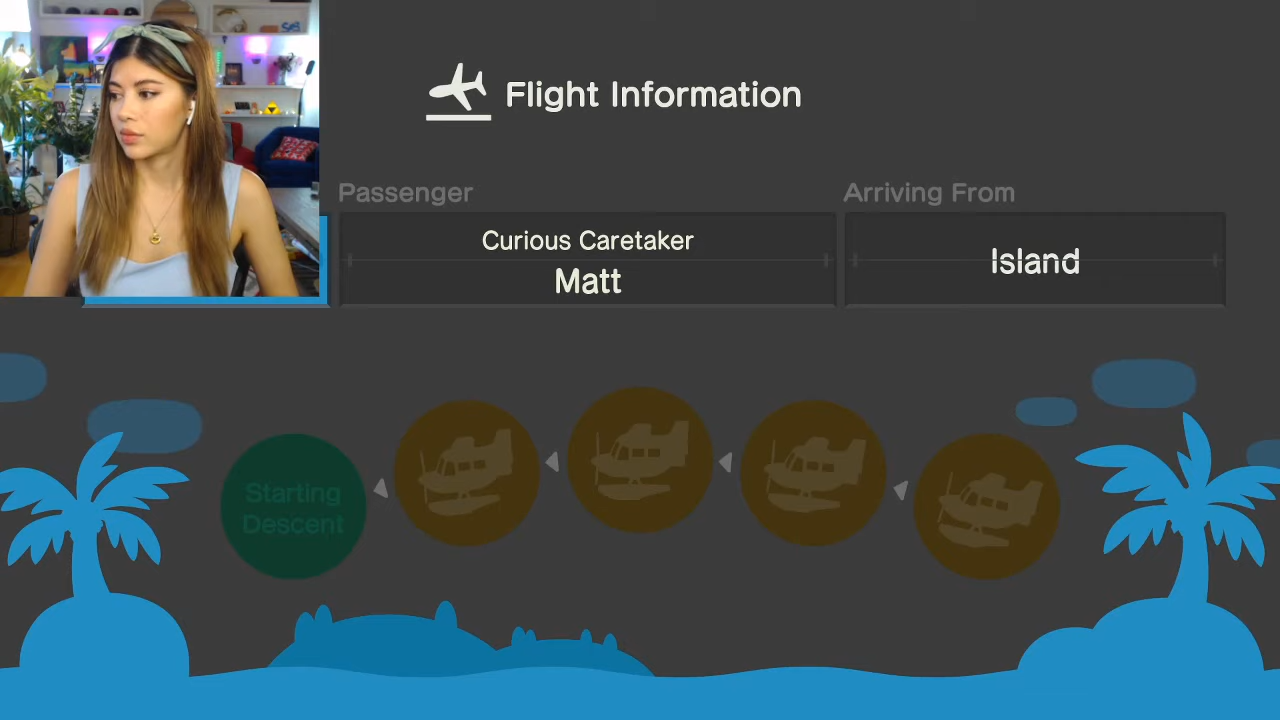 Flight Information
Passenger
Arriving From
Curious Caretaker
Matt
Island
Starting
Descent